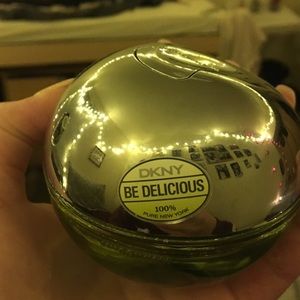 DKNY
BE DELICIOUS
100%
PURE NEW YORK